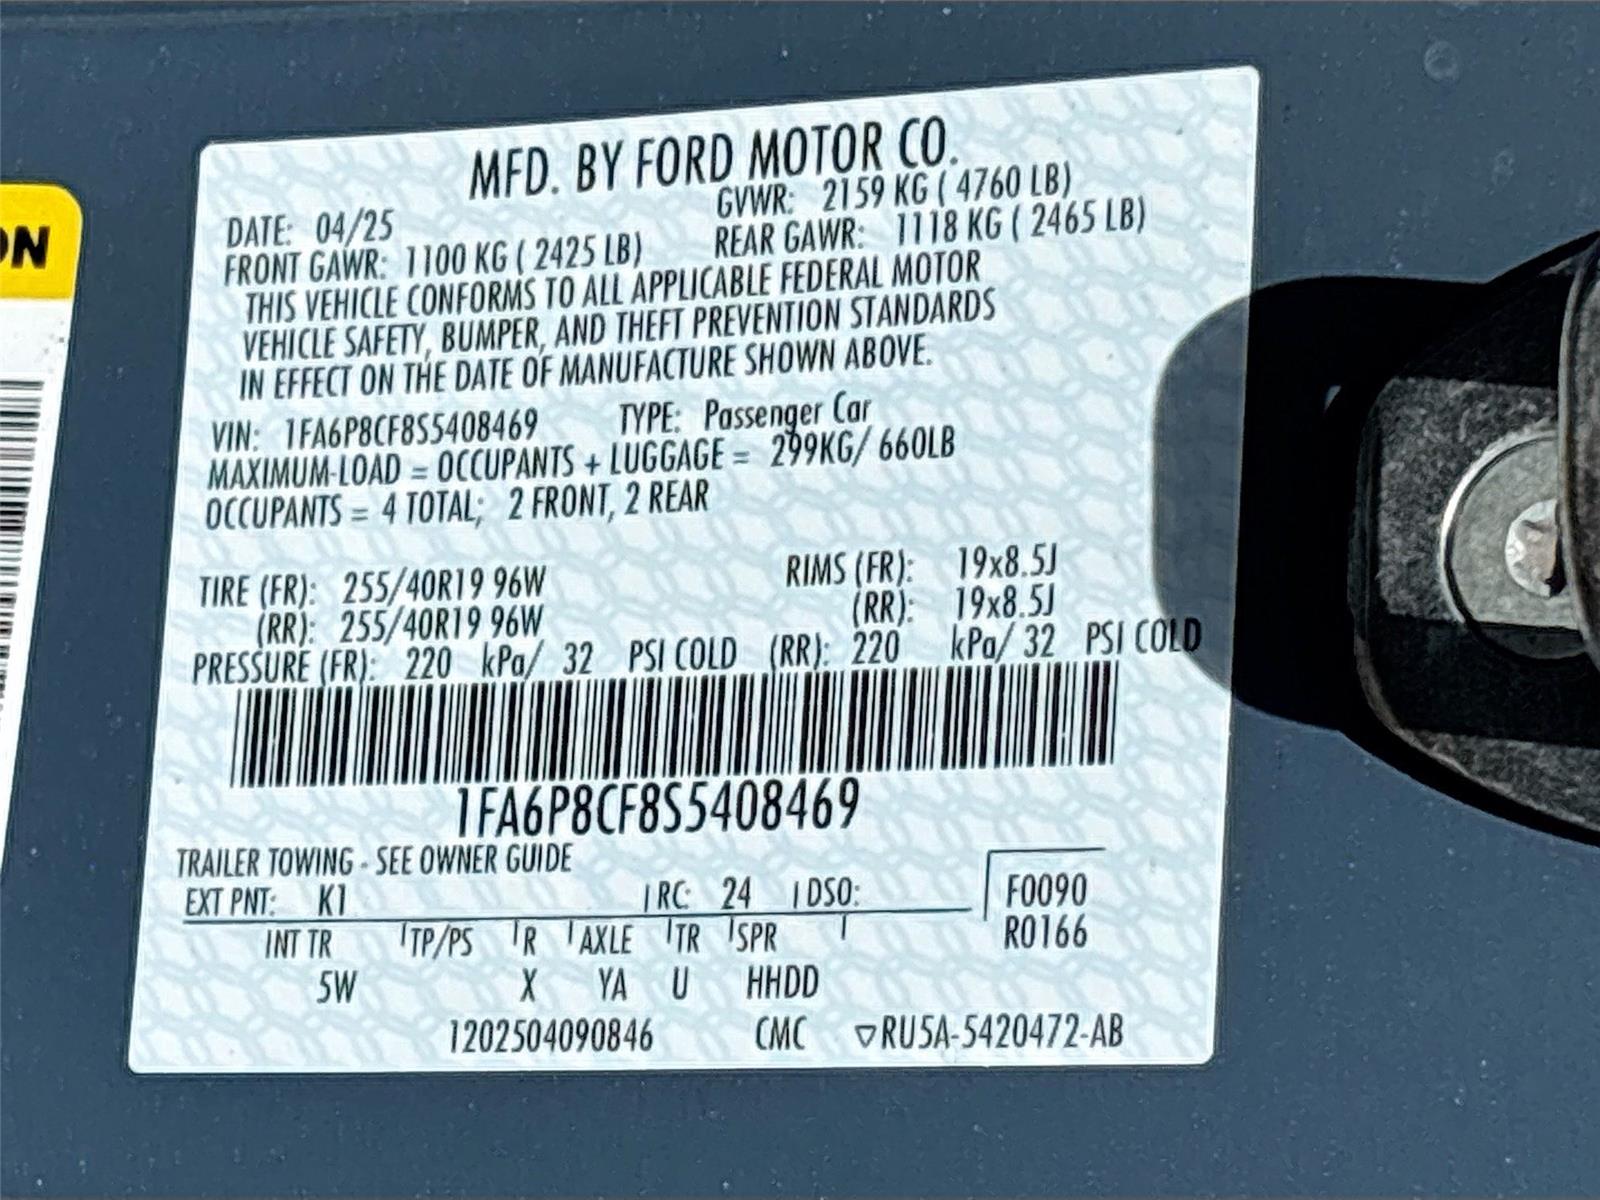 ON
MFD. BY FORD MOTOR CO.
DATE: 04/25 GVWR: 2159 KG ( 4760 LB)
FRONT GAWR: 1100 KG ( 2425 LB) REAR GAWR: 1118 KG ( 2465 LB)
THIS VEHICLE CONFORMS TO ALL APPLICABLE FEDERAL MOTOR
VEHICLE SAFETY, BUMPER, AND THEFT PREVENTION STANDARDS
IN EFFECT ON THE DATE OF MANUFACTURE SHOWN ABOVE.
VIN: 1FA6P8CF8S5408469 TYPE: Passenger Car
MAXIMUM-LOAD = OCCUPANTS + LUGGAGE = 299KG/ 660LB
OCCUPANTS = 4 TOTAL; 2 FRONT, 2 REAR
TIRE (FR): 255/40R19 96W RIMS (FR): 19x8.5J
(RR): 255/40R19 96W (RR): 19x8.5J
PRESSURE (FR): 220 kPa/ 32 PSI COLD (RR): 220 kPa/ 32 PSI COLD
1FA6P8CF8S5408469
TRAILER TOWING - SEE OWNER GUIDE
EXT PNT: K1 RC: 24 DSO: F0090
INT TR TP/PS R AXLE TR SPR R0166
5W X YA U HHDD
1202504090846 CMC ▽RU5A-5420472-AB